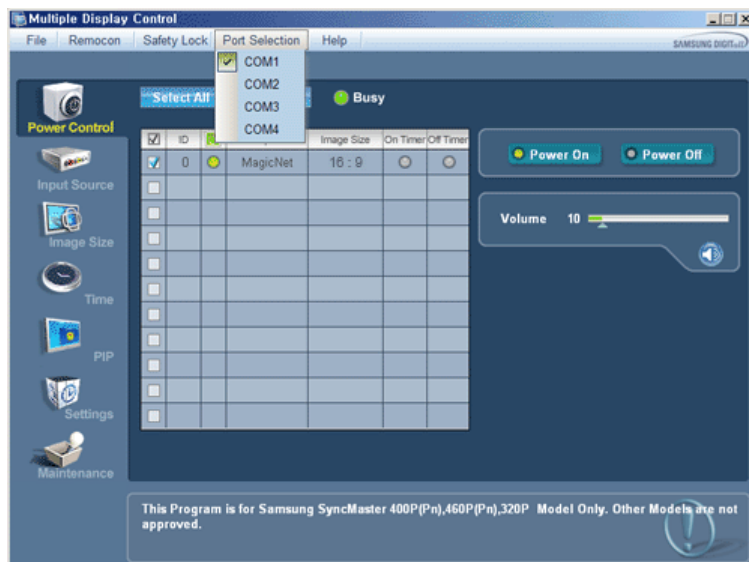 Multiple Display Control
File Remocon Safety Lock Port Selection Help
SAMSUNG
COM1
COM2
COM3
COM4
Select All
Busy
Power Control
Input Source
Image Size
Time
PIP
Settings
Maintenance
ID Image Size On Timer Off Timer
0 MagicNet 16 : 9
Power On Power Off
Volume 10
This Program is for Samsung SyncMaster 400P(Pn),460P(Pn),320P Model Only. Other Models are not
approved.